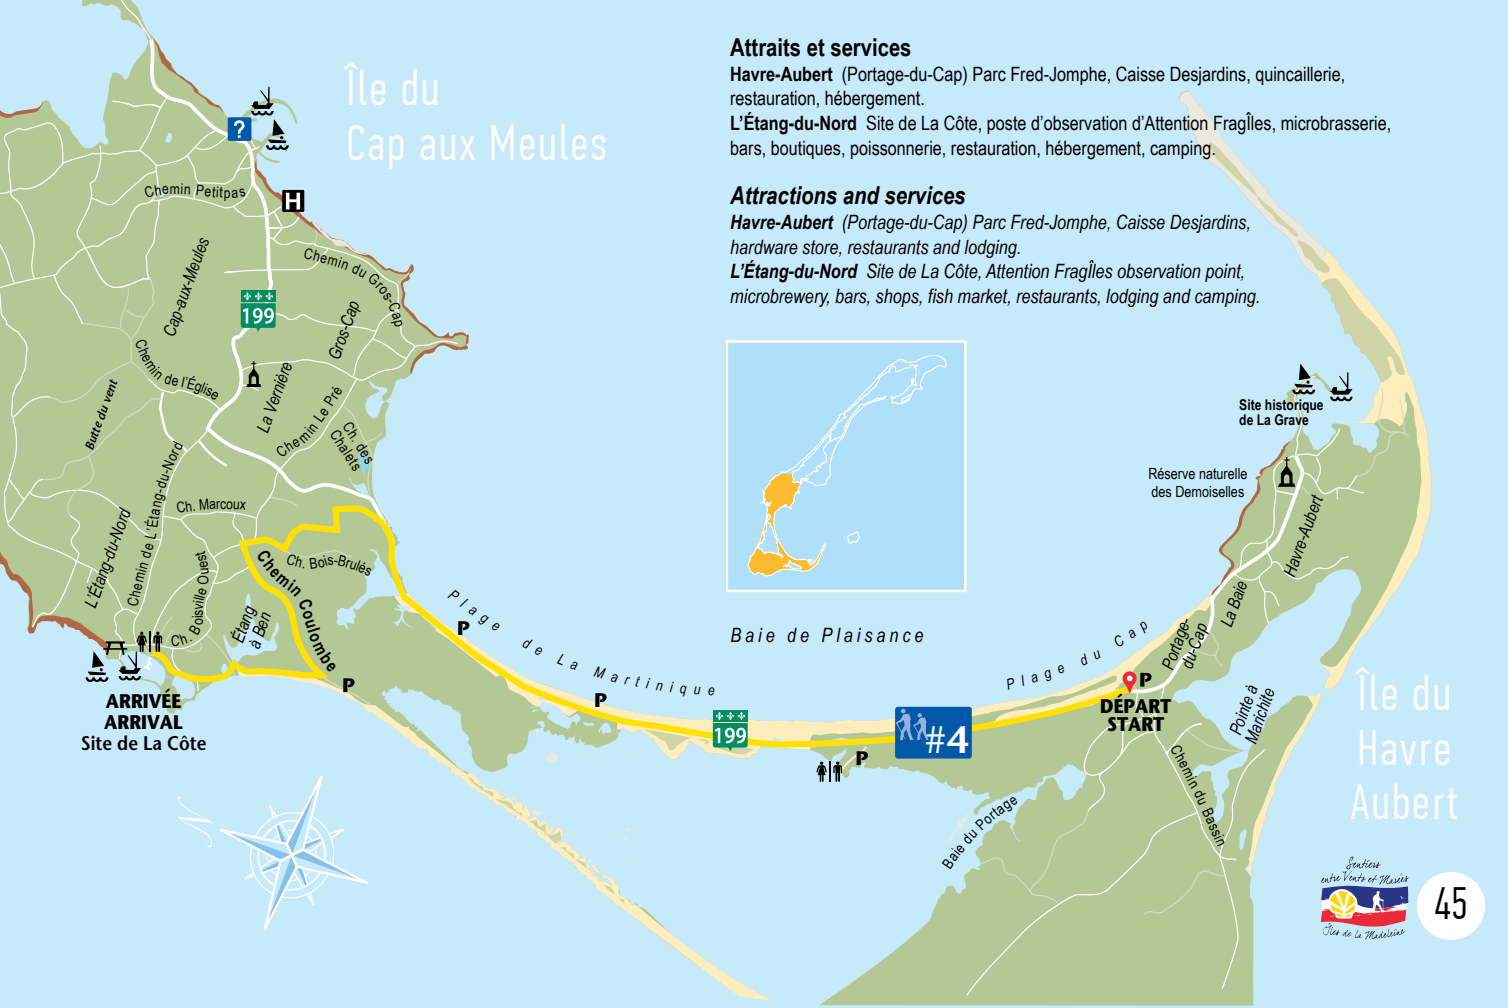 Attraits et services
Havre-Aubert (Portage-du-Cap) Parc Fred-Jomphe, Caisse Desjardins, quincaillerie,
restauration, hébergement.
L’Étang-du-Nord Site de La Côte, poste d’observation d’Attention FragÎles, microbrasserie,
bars, boutiques, poissonnerie, restauration, hébergement, camping.
Attractions and services
Havre-Aubert (Portage-du-Cap) Parc Fred-Jomphe, Caisse Desjardins,
hardware store, restaurants and lodging.
L’Étang-du-Nord Site de La Côte, Attention FragÎles observation point,
microbrewery, bars, shops, fish market, restaurants, lodging and camping.
Île du
Cap aux Meules
?
H
Chemin Petitpas
Cap-aux-Meules
Chemin du Gros-Cap
Gros-Cap
199
Chemin de l’Église
La Vernière
Chemin Le Pré
Ch. des
Chalets
Butte du vent
Ch. Marcoux
L’Étang-du-Nord
Chemin de L’Étang-du-Nord
Ch. Boisville Ouest
Ch. Bois-Brulés
Chemin Coulombe
Étang
à Ben
P
ARRIVÉE
ARRIVAL
Site de La Côte
Plage de La Martinique
P
P
199
P
#4
Baie de Plaisance
Plage du Cap
P
DÉPART
START
Portage-
du-Cap
La Baie
Havre-Aubert
Site historique
de La Grave
Réserve naturelle
des Demoiselles
Pointe à
Marichite
Chemin du Bassin
Baie du Portage
Île du
Havre
Aubert
Sentiers
entre Vents et Marées
Îles de la Madeleine
45